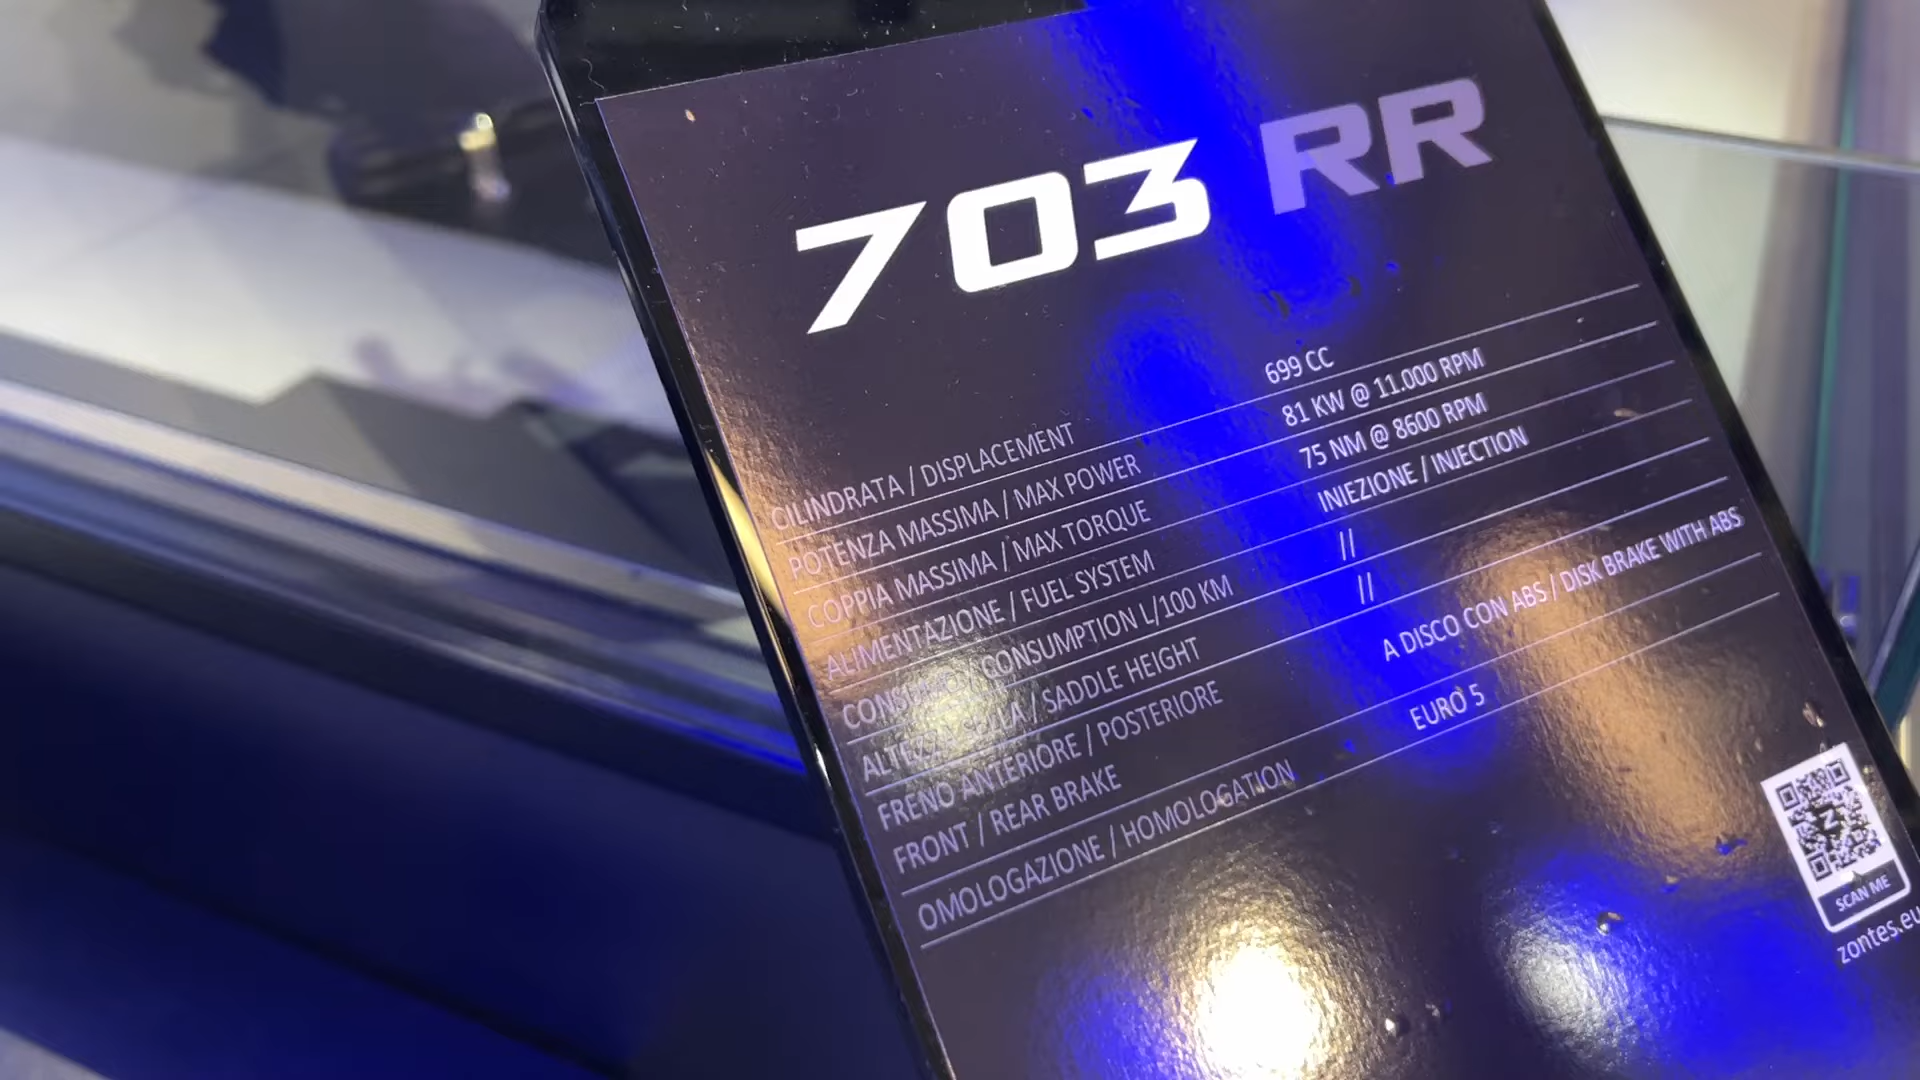 703 RR
CILINDRATA / DISPLACEMENT 699 CC
POTENZA MASSIMA / MAX POWER 81 KW @ 11.000 RPM
COPPIA MASSIMA / MAX TORQUE 75 NM @ 8600 RPM
ALIMENTAZIONE / FUEL SYSTEM INIEZIONE / INJECTION
CONSUMO / CONSUMPTION L/100 KM //
ALTEZZA SELLA / SADDLE HEIGHT //
FRENO ANTERIORE / POSTERIORE A DISCO CON ABS / DISK BRAKE WITH ABS
FRONT / REAR BRAKE
OMOLOGAZIONE / HOMOLOGATION EURO 5
Z
SCAN ME
zontes.eu